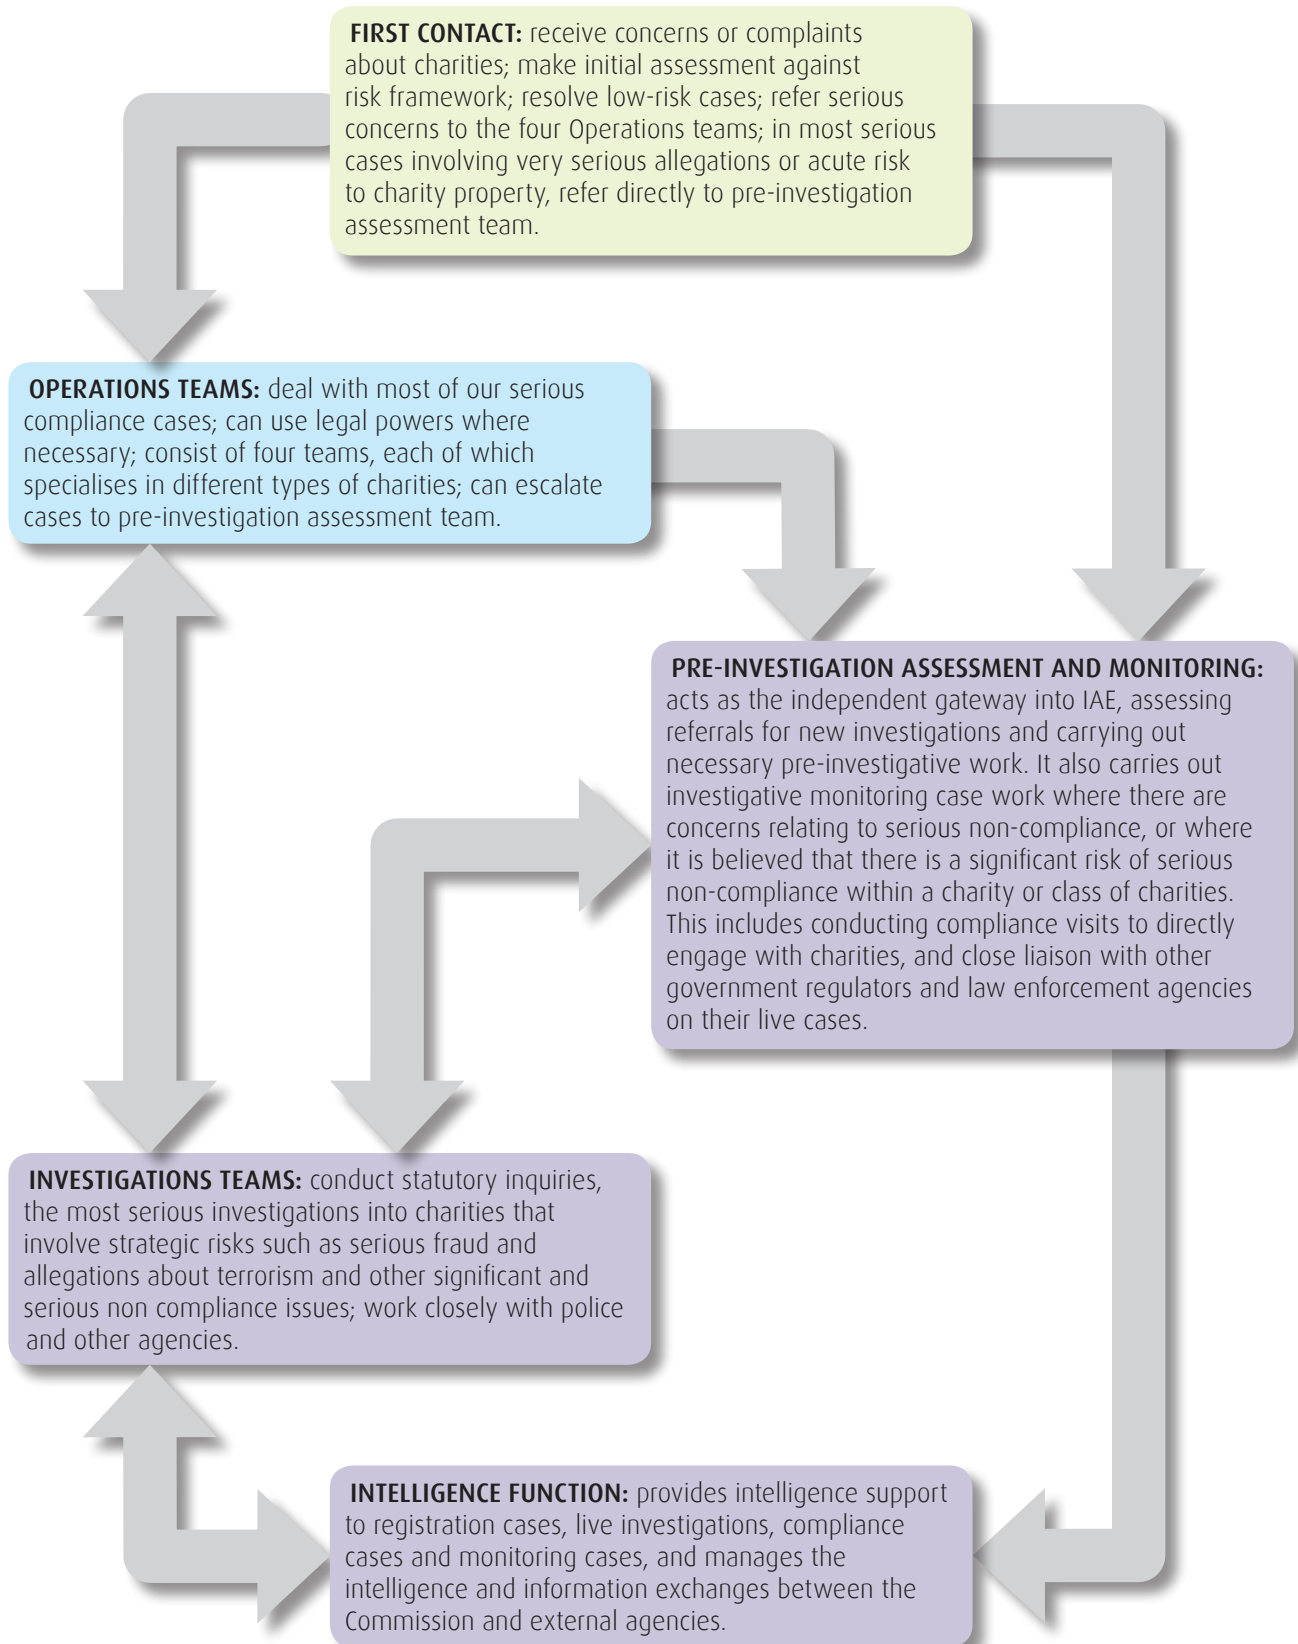 FIRST CONTACT: receive concerns or complaints
about charities; make initial assessment against
risk framework; resolve low-risk cases; refer serious
concerns to the four Operations teams; in most serious
cases involving very serious allegations or acute risk
to charity property, refer directly to pre-investigation
assessment team.
OPERATIONS TEAMS: deal with most of our serious
compliance cases; can use legal powers where
necessary; consist of four teams, each of which
specialises in different types of charities; can escalate
cases to pre-investigation assessment team.
PRE-INVESTIGATION ASSESSMENT AND MONITORING:
acts as the independent gateway into IAE, assessing
referrals for new investigations and carrying out
necessary pre-investigative work. It also carries out
investigative monitoring case work where there are
concerns relating to serious non-compliance, or where
it is believed that there is a significant risk of serious
non-compliance within a charity or class of charities.
This includes conducting compliance visits to directly
engage with charities, and close liaison with other
government regulators and law enforcement agencies
on their live cases.
INVESTIGATIONS TEAMS: conduct statutory inquiries,
the most serious investigations into charities that
involve strategic risks such as serious fraud and
allegations about terrorism and other significant and
serious non compliance issues; work closely with police
and other agencies.
INTELLIGENCE FUNCTION: provides intelligence support
to registration cases, live investigations, compliance
cases and monitoring cases, and manages the
intelligence and information exchanges between the
Commission and external agencies.